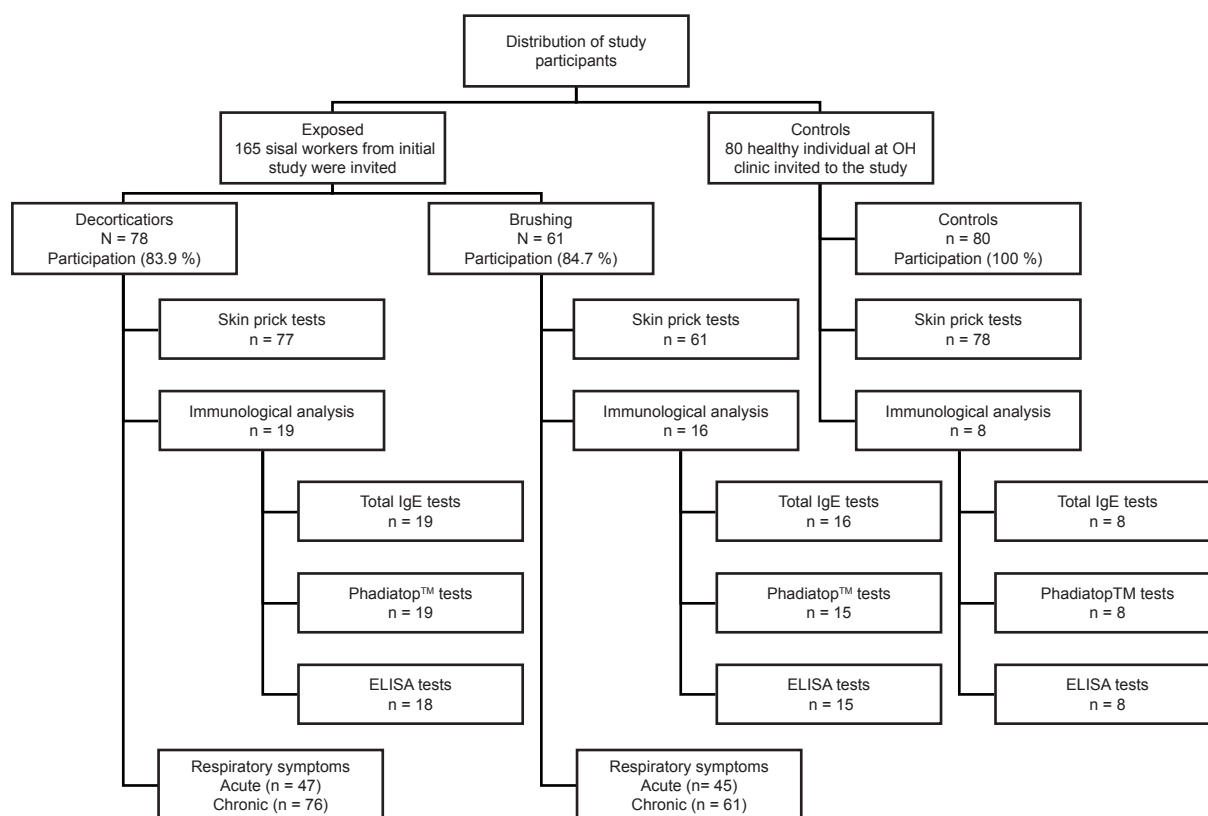 Distribution of study
participants
Exposed
165 sisal workers from initial
study were invited
Controls
80 healthy individual at OH
clinic invited to the study
Decorticatiors
N = 78
Participation (83.9 %)
Brushing
N = 61
Participation (84.7 %)
Controls
n = 80
Participation (100 %)
Skin prick tests
n = 77
Skin prick tests
n = 61
Skin prick tests
n = 78
Immunological analysis
n = 19
Immunological analysis
n = 16
Immunological analysis
n = 8
Total IgE tests
n = 19
Total IgE tests
n = 16
Total IgE tests
n = 8
Phadiatop™ tests
n = 19
Phadiatop™ tests
n = 15
PhadiatopTM tests
n = 8
ELISA tests
n = 18
ELISA tests
n = 15
ELISA tests
n = 8
Respiratory symptoms
Acute (n = 47)
Chronic (n = 76)
Respiratory symptoms
Acute (n= 45)
Chronic (n = 61)